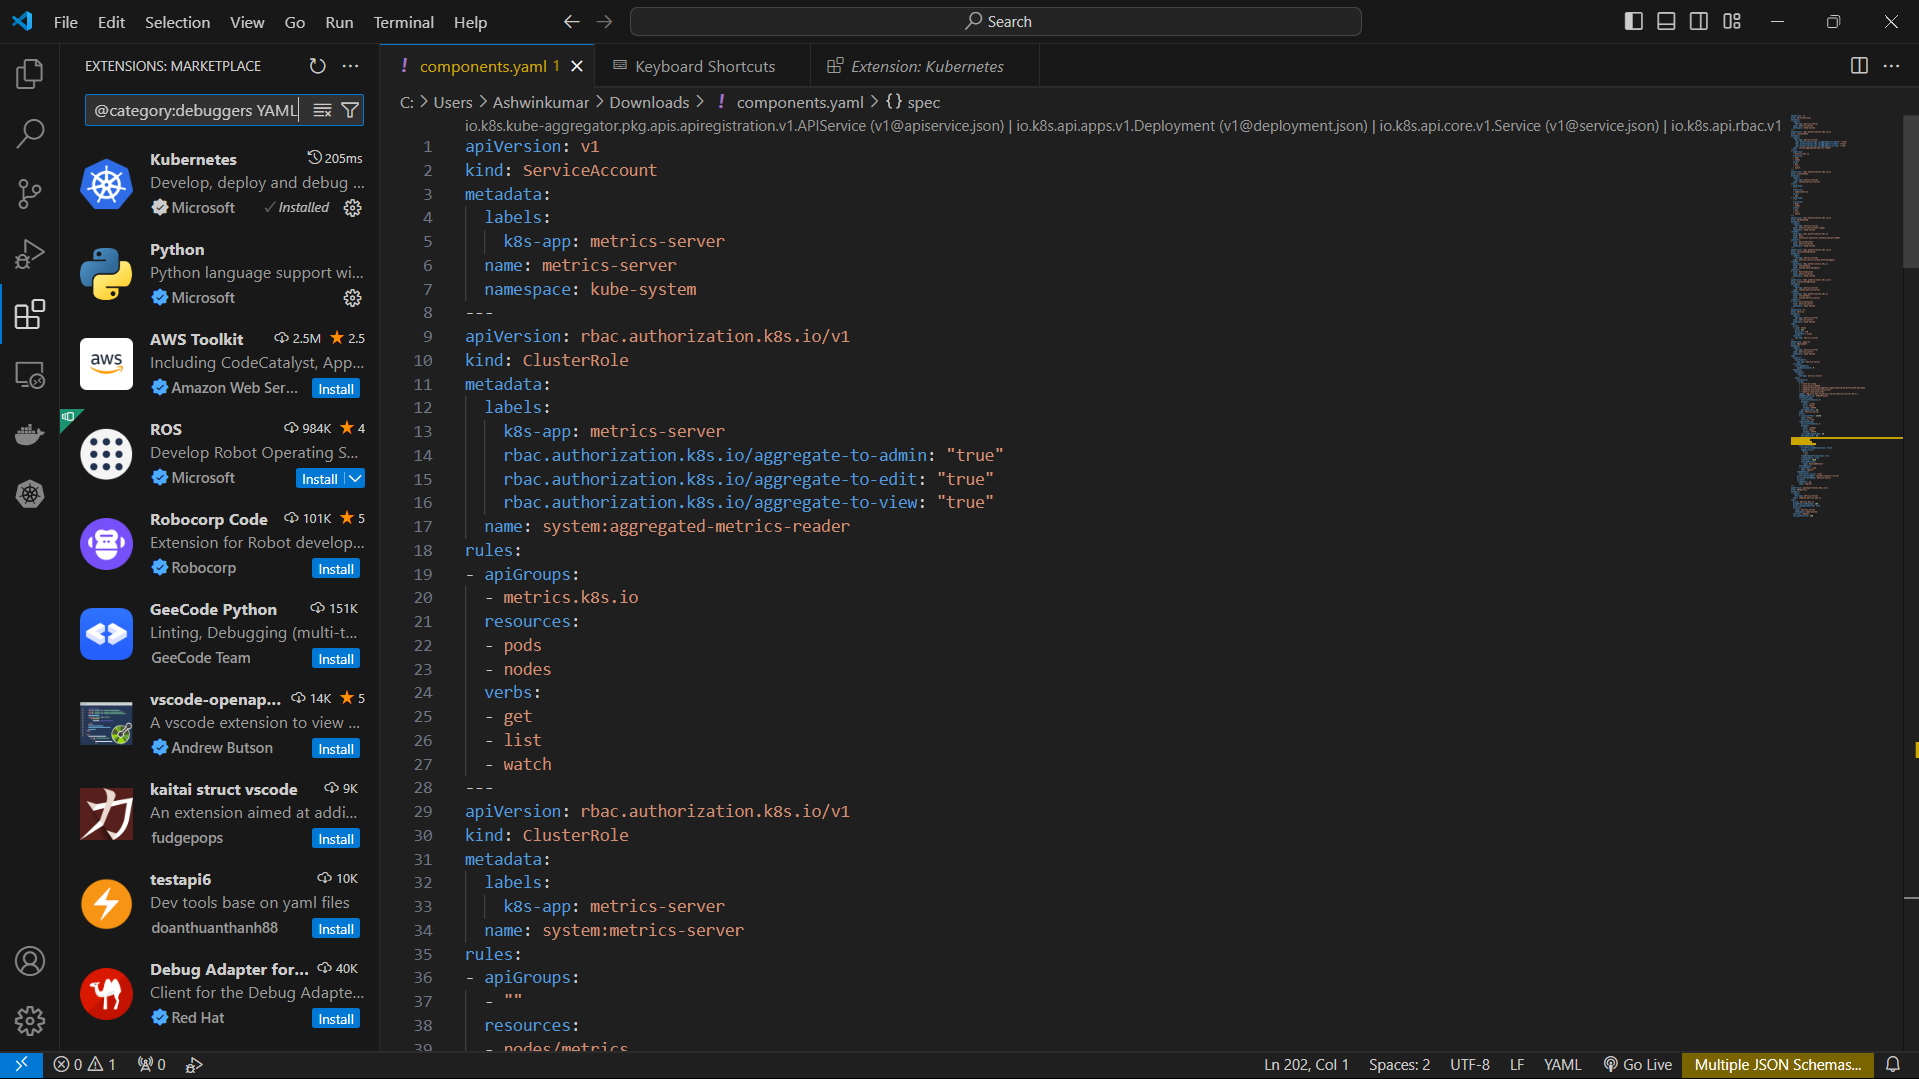 File Edit Selection View Go Run Terminal Help
Search
EXTENSIONS: MARKETPLACE
@category:debuggers YAML
Kubernetes 205ms
Develop, deploy and debug ...
Microsoft ✓ Installed
Python
Python language support wi...
Microsoft
AWS Toolkit 2.5M ★ 2.5
Including CodeCatalyst, App...
Amazon Web Ser... Install
aws
ROS 984K ★ 4
Develop Robot Operating S...
Microsoft Install
Robocorp Code 101K ★ 5
Extension for Robot develop...
Robocorp Install
GeeCode Python 151K
Linting, Debugging (multi-t...
GeeCode Team Install
vscode-openap... 14K ★ 5
A vscode extension to view ...
Andrew Butson Install
kaitai struct vscode 9K
An extension aimed at addi...
fudgepops Install
力
testapi6 10K
Dev tools base on yaml files
doanthuanthanh88 Install
Debug Adapter for... 40K
Client for the Debug Adapte...
Red Hat Install
! components.yaml 1
Keyboard Shortcuts
Extension: Kubernetes
C: > Users > Ashwinkumar > Downloads > ! components.yaml > {} spec
io.k8s.kube-aggregator.pkg.apis.apiregistration.v1.APIService (v1@apiservice.json) | io.k8s.api.apps.v1.Deployment (v1@deployment.json) | io.k8s.api.core.v1.Service (v1@service.json) | io.k8s.api.rbac.v1
1 apiVersion: v1
2 kind: ServiceAccount
3 metadata:
4 labels:
5 k8s-app: metrics-server
6 name: metrics-server
7 namespace: kube-system
8 ---
9 apiVersion: rbac.authorization.k8s.io/v1
10 kind: ClusterRole
11 metadata:
12 labels:
13 k8s-app: metrics-server
14 rbac.authorization.k8s.io/aggregate-to-admin: "true"
15 rbac.authorization.k8s.io/aggregate-to-edit: "true"
16 rbac.authorization.k8s.io/aggregate-to-view: "true"
17 name: system:aggregated-metrics-reader
18 rules:
19 - apiGroups:
20 - metrics.k8s.io
21 resources:
22 - pods
23 - nodes
24 verbs:
25 - get
26 - list
27 - watch
28 ---
29 apiVersion: rbac.authorization.k8s.io/v1
30 kind: ClusterRole
31 metadata:
32 labels:
33 k8s-app: metrics-server
34 name: system:metrics-server
35 rules:
36 - apiGroups:
37 - ""
38 resources:
39 - nodes/metrics
0 1 0
Ln 202, Col 1 Spaces: 2 UTF-8 LF YAML Go Live Multiple JSON Schemas...